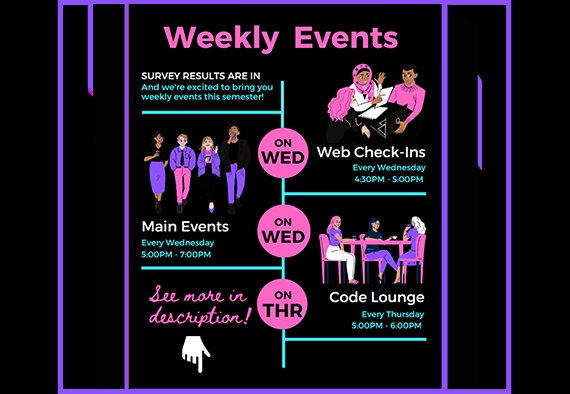 Weekly Events
SURVEY RESULTS ARE IN
And we're excited to bring you
weekly events this semester!
ON
WED
Web Check-Ins
Every Wednesday
4:30PM - 5:00PM
ON
WED
Main Events
Every Wednesday
5:00PM - 7:00PM
ON
THR
Code Lounge
Every Thursday
5:00PM - 6:00PM
See more in
description!